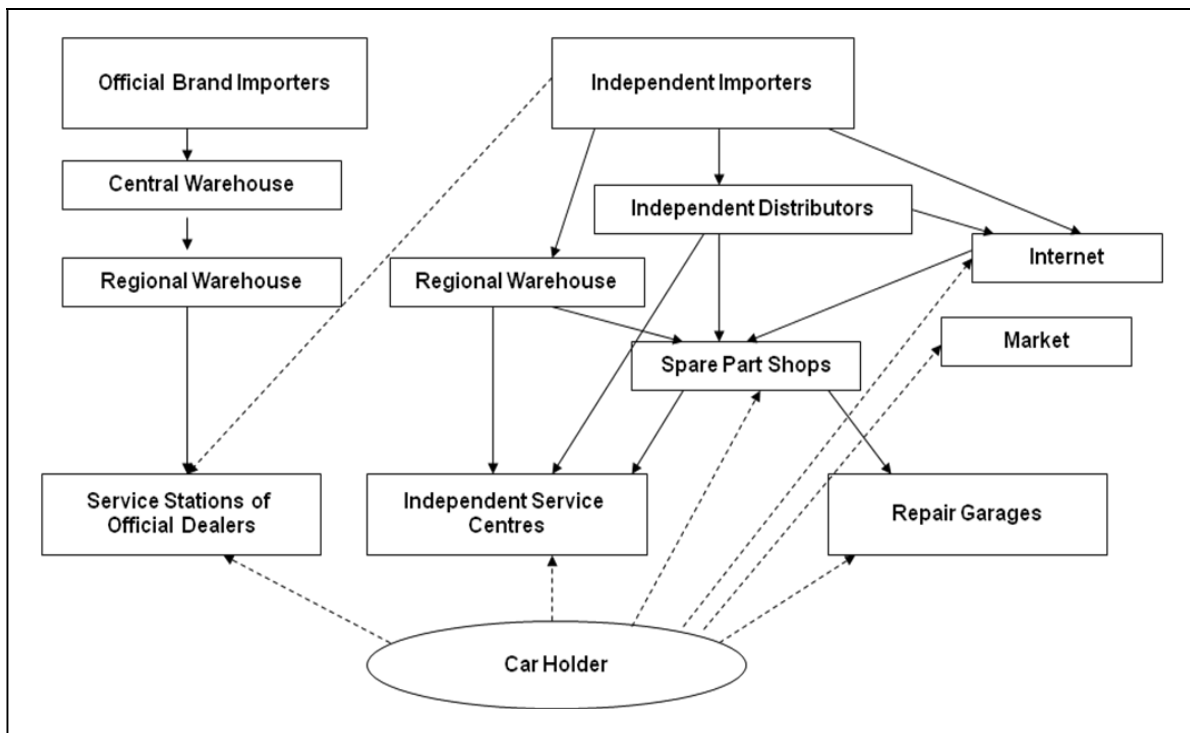 Official Brand Importers
Independent Importers
Central Warehouse
Independent Distributors
Regional Warehouse
Regional Warehouse
Internet
Market
Spare Part Shops
Service Stations of
Official Dealers
Independent Service
Centres
Repair Garages
Car Holder